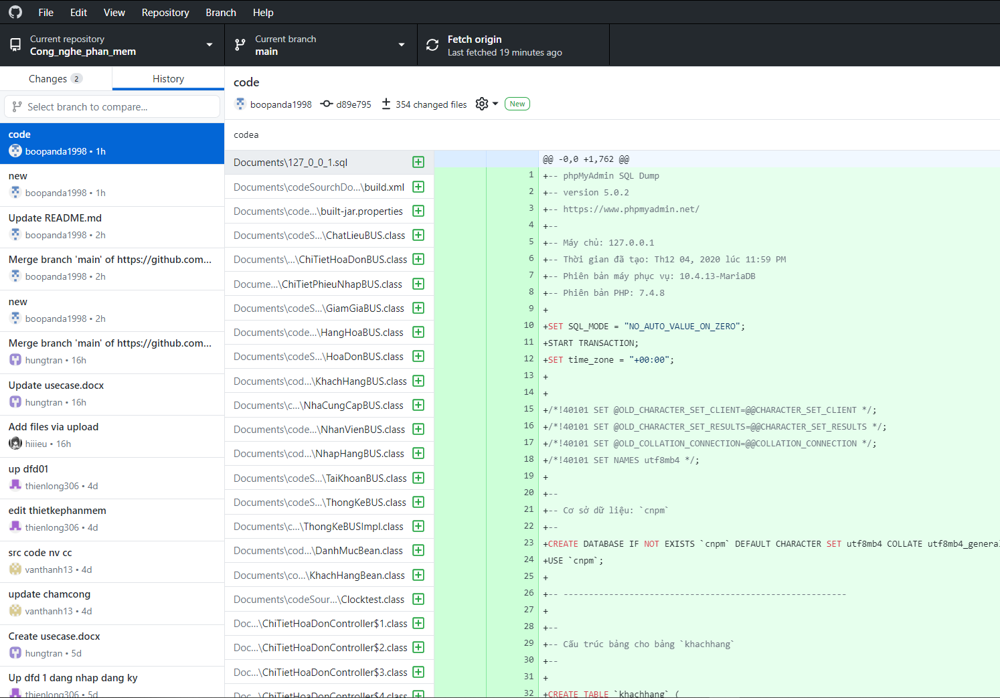 File Edit View Repository Branch Help
Current repository
Cong_nghe_phan_mem
Current branch
main
Fetch origin
Last fetched 19 minutes ago
Changes 2
History
Select branch to compare...
code
boopanda1998 • 1h
new
boopanda1998 • 1h
Update README.md
boopanda1998 • 2h
Merge branch 'main' of https://github.com...
boopanda1998 • 2h
new
boopanda1998 • 2h
Merge branch 'main' of https://github.com...
hungtran • 16h
Update usecase.docx
hungtran • 16h
Add files via upload
hiiieu • 16h
up dfd01
thienlong306 • 4d
edit thietkephanmem
thienlong306 • 4d
src code nv cc
vanthanh13 • 4d
update chamcong
vanthanh13 • 4d
Create usecase.docx
hungtran • 5d
Up dfd 1 dang nhap dang ky
thienlong306 • 5d
code
boopanda1998 d89e795 354 changed files New
codea
Documents\127_0_0_1.sql
Documents\codeSourchDo...\build.xml
Documents\code...\built-jar.properties
Documents\codeS...\ChatLieuBUS.class
Documents\...\ChiTietHoaDonBUS.class
Docume...\ChiTietPhieuNhapBUS.class
Documents\codeS...\GiamGiaBUS.class
Documents\code...\HangHoaBUS.class
Documents\codeS...\HoaDonBUS.class
Documents\cod...\KhachHangBUS.class
Documents\c...\NhaCungCapBUS.class
Documents\code...\NhanVienBUS.class
Documents\cod...\NhapHangBUS.class
Documents\codeS...\TaiKhoanBUS.class
Documents\codeS...\ThongKeBUS.class
Documents\c...\ThongKeBUSImpl.class
Documents\cod...\DanhMucBean.class
Documents\co...\KhachHangBean.class
Documents\codeSour...\Clocktest.class
Doc...\ChiTietHoaDonController$1.class
Doc...\ChiTietHoaDonController$2.class
Doc...\ChiTietHoaDonController$3.class
Doc...\ChiTietHoaDonController$4.class
@@ -0,0 +1,762 @@
1 +-- phpMyAdmin SQL Dump
2 +-- version 5.0.2
3 +-- https://www.phpmyadmin.net/
4 +--
5 +-- Máy chủ: 127.0.0.1
6 +-- Thời gian đã tạo: Th12 04, 2020 lúc 11:59 PM
7 +-- Phiên bản máy phục vụ: 10.4.13-MariaDB
8 +-- Phiên bản PHP: 7.4.8
9 +
10 +SET SQL_MODE = "NO_AUTO_VALUE_ON_ZERO";
11 +START TRANSACTION;
12 +SET time_zone = "+00:00";
13 +
14 +
15 +/*!40101 SET @OLD_CHARACTER_SET_CLIENT=@@CHARACTER_SET_CLIENT */;
16 +/*!40101 SET @OLD_CHARACTER_SET_RESULTS=@@CHARACTER_SET_RESULTS */;
17 +/*!40101 SET @OLD_COLLATION_CONNECTION=@@COLLATION_CONNECTION */;
18 +/*!40101 SET NAMES utf8mb4 */;
19 +
20 +--
21 +-- Cơ sở dữ liệu: `cnpm`
22 +--
23 +CREATE DATABASE IF NOT EXISTS `cnpm` DEFAULT CHARACTER SET utf8mb4 COLLATE utf8mb4_general
24 +USE `cnpm`;
25 +
26 +-- --------------------------------------------------------
27 +
28 +--
29 +-- Cấu trúc bảng cho bảng `khachhang`
30 +--
31 +
32 +CREATE TABLE `khachhang` (